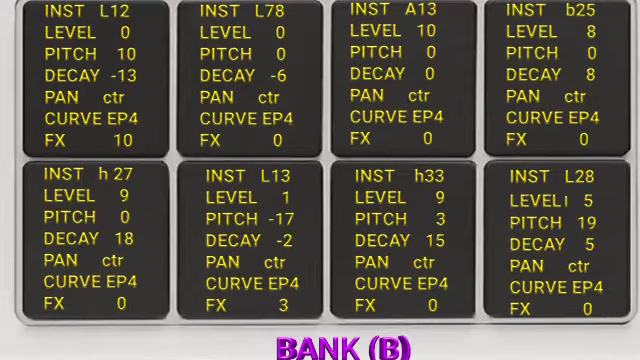 INST L12
LEVEL 0
PITCH 10
DECAY -13
PAN ctr
CURVE EP4
FX 10
INST L78
LEVEL 0
PITCH 0
DECAY -6
PAN ctr
CURVE EP4
FX 0
INST A13
LEVEL 10
PITCH 0
DECAY 0
PAN ctr
CURVE EP4
FX 0
INST b25
LEVEL 8
PITCH 0
DECAY 8
PAN ctr
CURVE EP4
FX 0
INST h 27
LEVEL 9
PITCH 0
DECAY 18
PAN ctr
CURVE EP4
FX 0
INST L13
LEVEL 1
PITCH -17
DECAY -2
PAN ctr
CURVE EP4
FX 3
INST h33
LEVEL 9
PITCH 3
DECAY 15
PAN ctr
CURVE EP4
FX 0
INST L28
LEVELI 5
PITCH 19
DECAY 5
PAN ctr
CURVE EP4
FX 0
BANK (B)